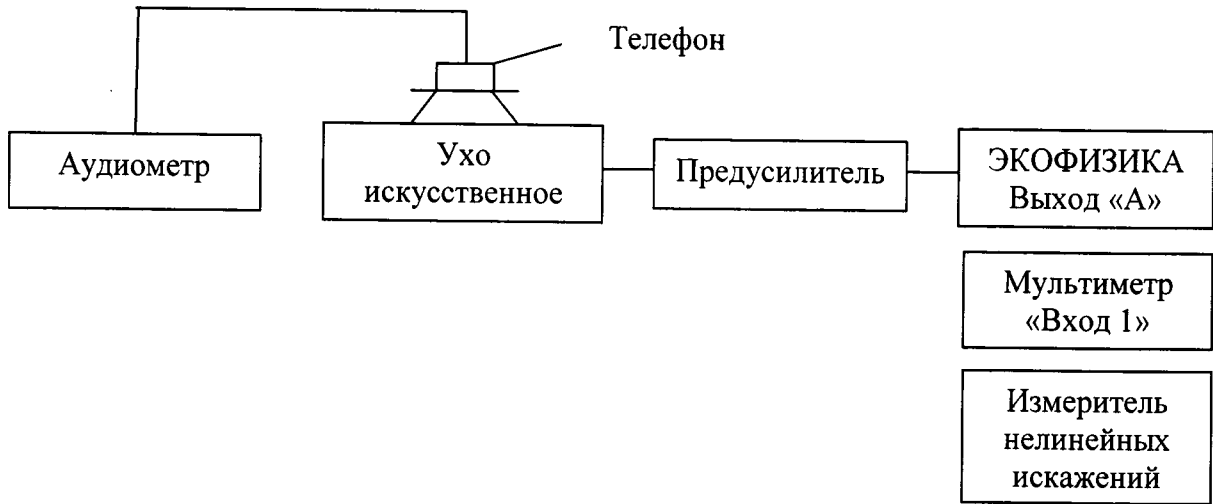 Телефон
Аудиометр
Ухо
искусственное
Предусилитель
ЭКОФИЗИКА
Выход «А»
Мультиметр
«Вход 1»
Измеритель
нелинейных
искажений